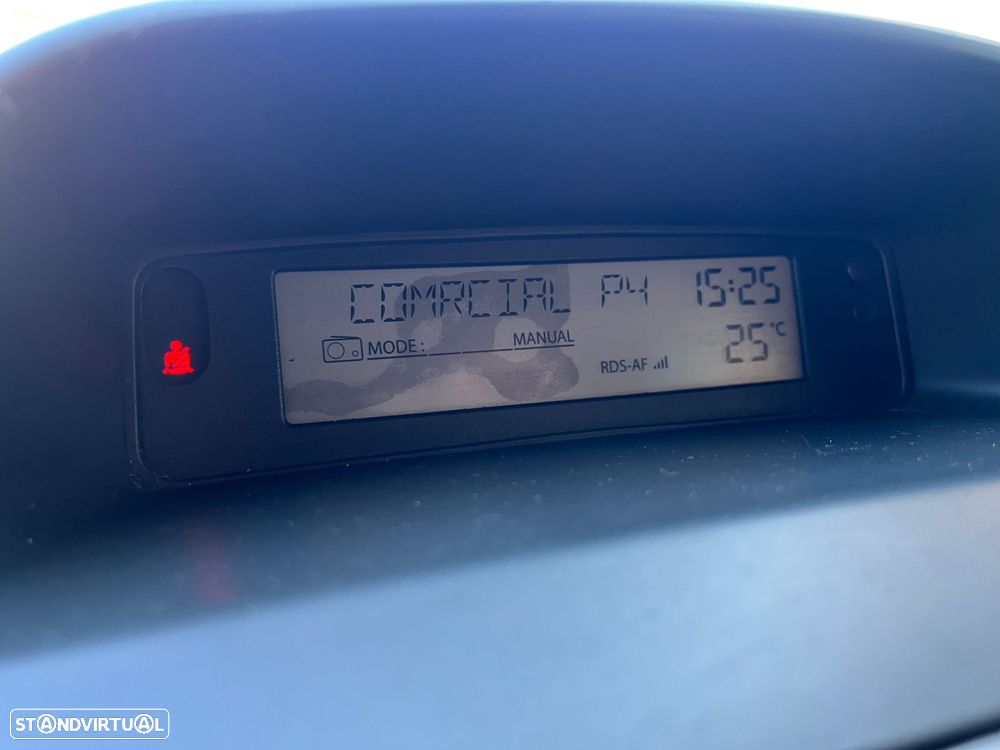 COMRCIAL P4 15:25
MODE: MANUAL
25°C
RDS-AF
STANDVIRTUAL